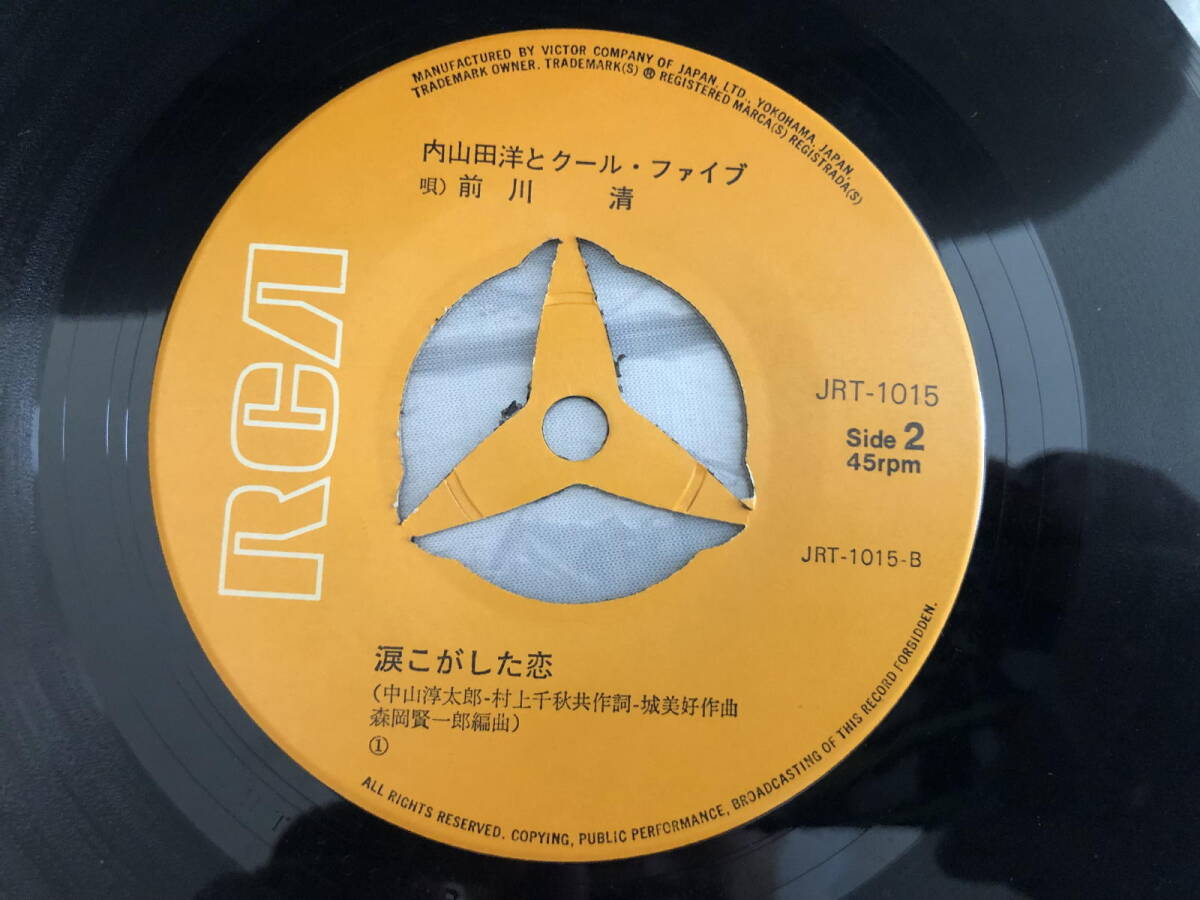 MANUFACTURED BY VICTOR COMPANY OF JAPAN, LTD., YOKOHAMA, JAPAN.
TRADEMARK OWNER. TRADEMARK(S) ® REGISTERED MARCA(S) REGISTRADA(S)
内山田洋とクール・ファイブ
唄) 前川 清
RCA
JRT-1015
Side 2
45rpm
JRT-1015-B
涙こがした恋
(中山淳太郎-村上千秋共作詞-城美好作曲
森岡賢一郎編曲)
①
ALL RIGHTS RESERVED. COPYING, PUBLIC PERFORMANCE, BROADCASTING OF THIS RECORD FORBIDDEN.